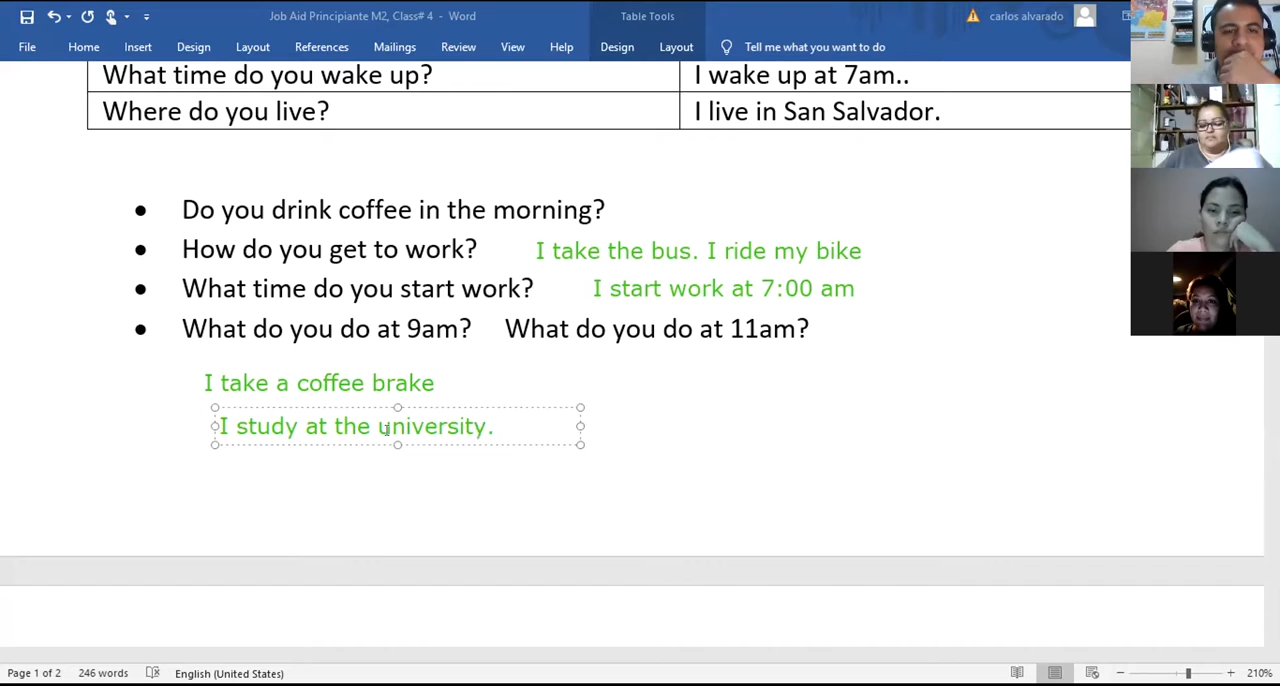 Job Aid Principiante M2, Class# 4 - Word
Table Tools
carlos alvarado
File Home Insert Design Layout References Mailings Review View Help Design Layout Tell me what you want to do
What time do you wake up? I wake up at 7am..
Where do you live? I live in San Salvador.
• Do you drink coffee in the morning?
• How do you get to work? I take the bus. I ride my bike
• What time do you start work? I start work at 7:00 am
• What do you do at 9am? What do you do at 11am?
I take a coffee brake
I study at the university.
Page 1 of 2 246 words English (United States) 210%